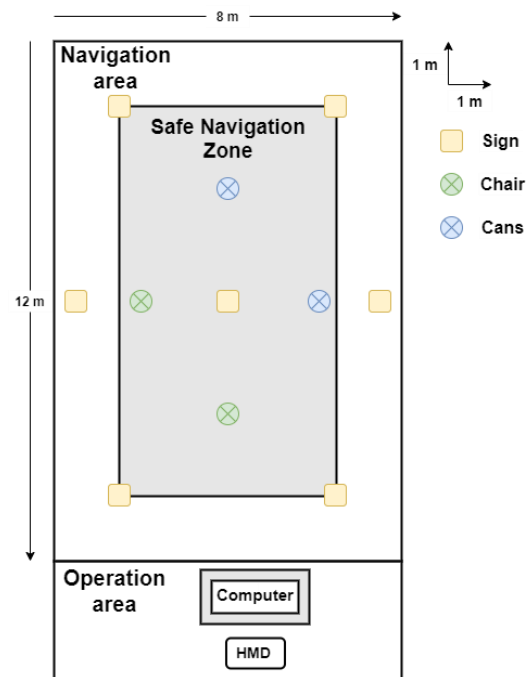 8 m
Navigation
area
1 m
1 m
Safe Navigation
Zone
Sign
Chair
Cans
12 m
Operation
area
Computer
HMD